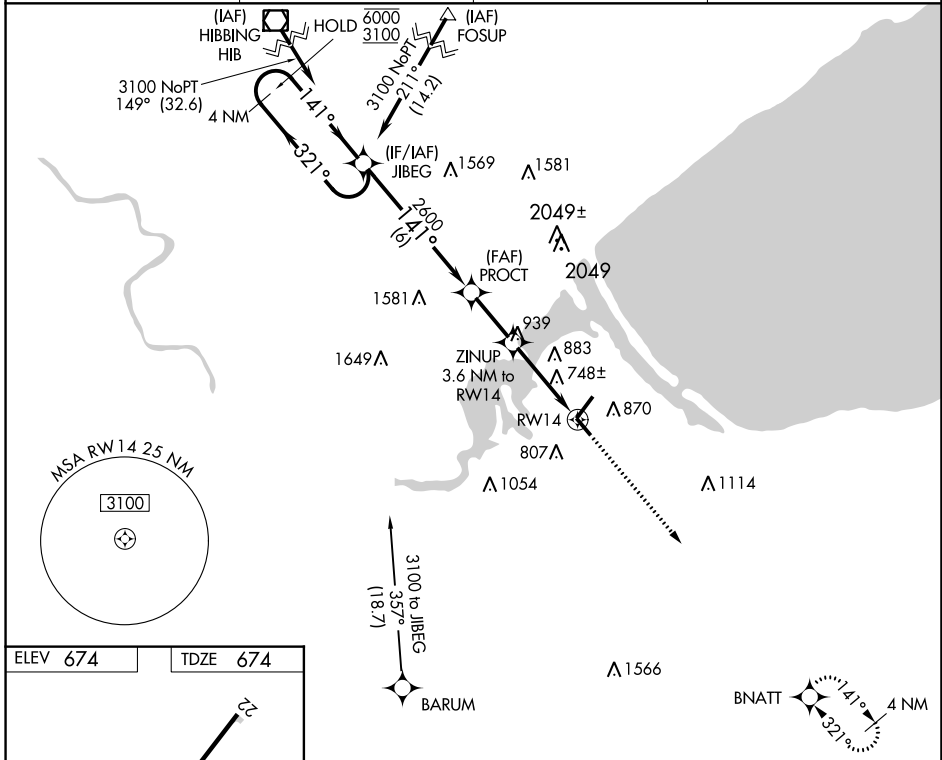 (IAF)
HIBBING
HIB
HOLD
6000
3100
(IAF)
FOSUP
3100 NoPT
149° (32.6)
4 NM
141°
321°
3100 NoPT
211°
(14.2)
(IF/IAF)
JIBEG
1569
1581
2600
141°
(6)
2049±
2049
(FAF)
PROCT
1581
939
1649
ZINUP
3.6 NM to
RW14
883
748±
RW14
870
807
1054
1114
MSA RW14 25 NM
3100
3100 to JIBEG
357°
(18.7)
BARUM
1566
BNATT
141°
321°
4 NM
ELEV 674
TDZE 674
22